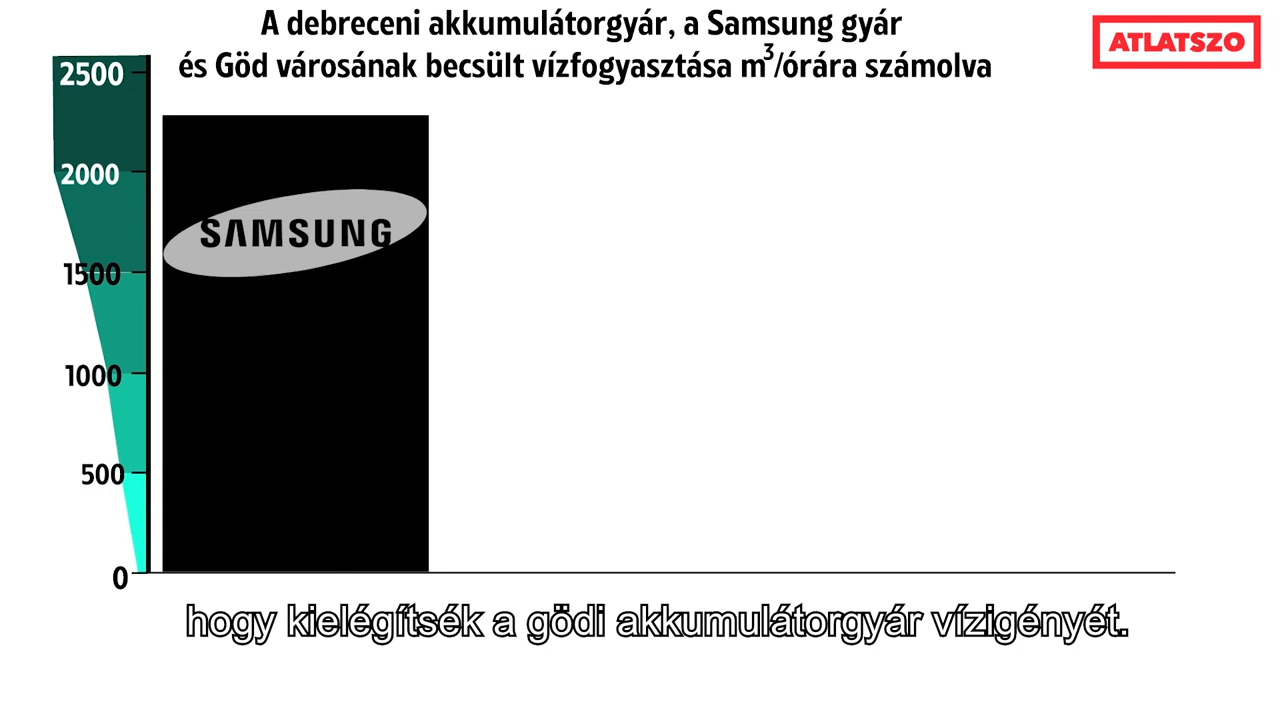 A debreceni akkumulátorgyár, a Samsung gyár
és Göd városának becsült vízfogyasztása m³/órára számolva
ATLATSZO
2500
2000
1500
1000
500
0
SAMSUNG
hogy kielégítsék a gödi akkumulátorgyár vízigényét.